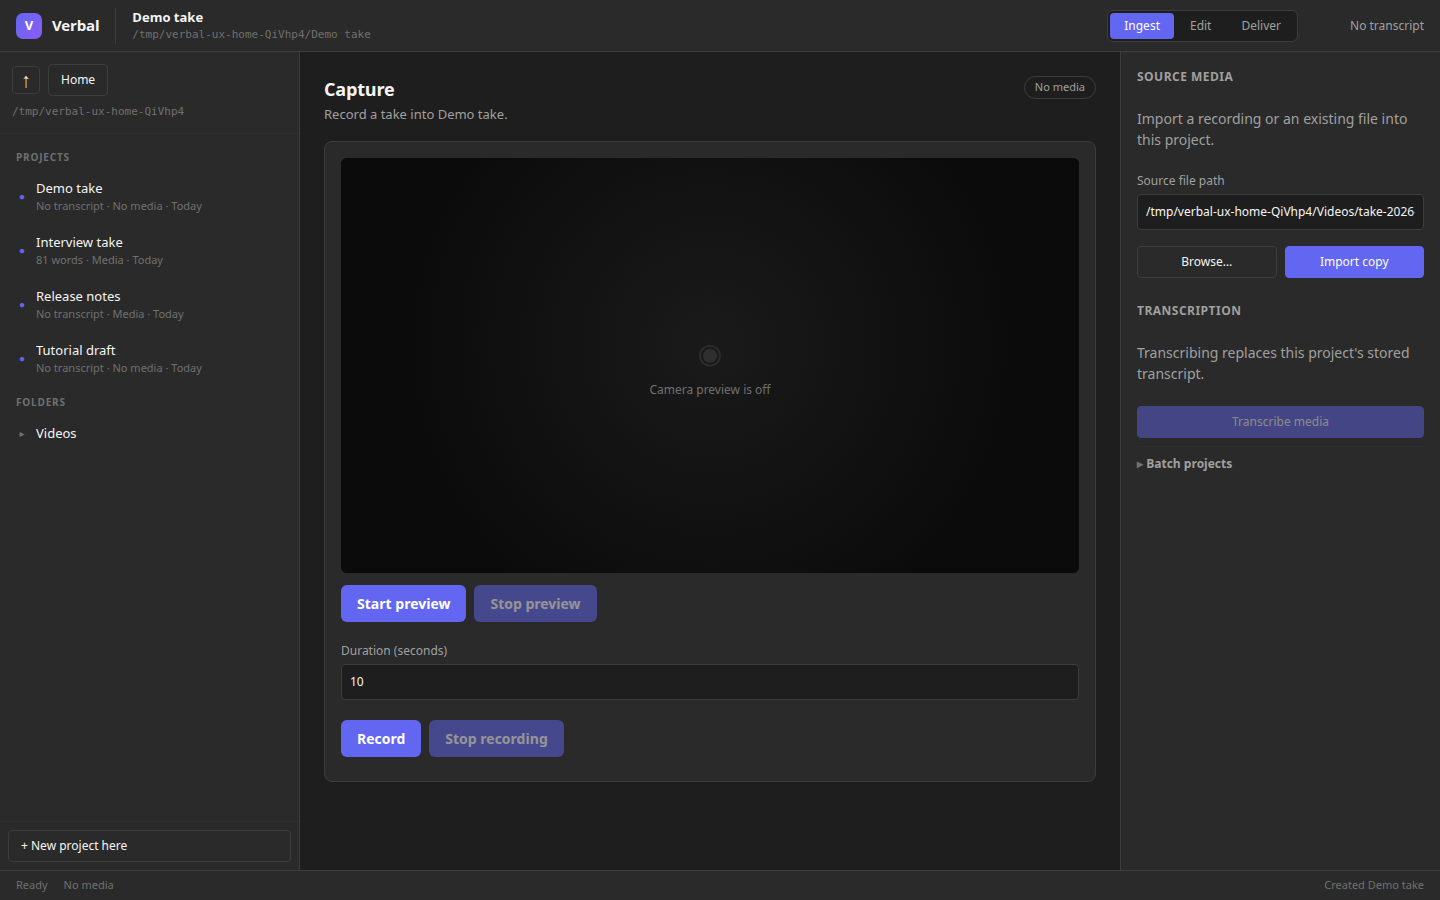 V Verbal
Demo take
/tmp/verbal-ux-home-QiVhp4/Demo take
Ingest Edit Deliver
No transcript
↑ Home
/tmp/verbal-ux-home-QiVhp4
PROJECTS
Demo take
No transcript · No media · Today
Interview take
81 words · Media · Today
Release notes
No transcript · Media · Today
Tutorial draft
No transcript · No media · Today
FOLDERS
▸ Videos
+ New project here
Capture
No media
Record a take into Demo take.
Camera preview is off
Start preview Stop preview
Duration (seconds)
10
Record Stop recording
SOURCE MEDIA
Import a recording or an existing file into
this project.
Source file path
/tmp/verbal-ux-home-QiVhp4/Videos/take-2026
Browse... Import copy
TRANSCRIPTION
Transcribing replaces this project's stored
transcript.
Transcribe media
▸ Batch projects
Ready No media
Created Demo take